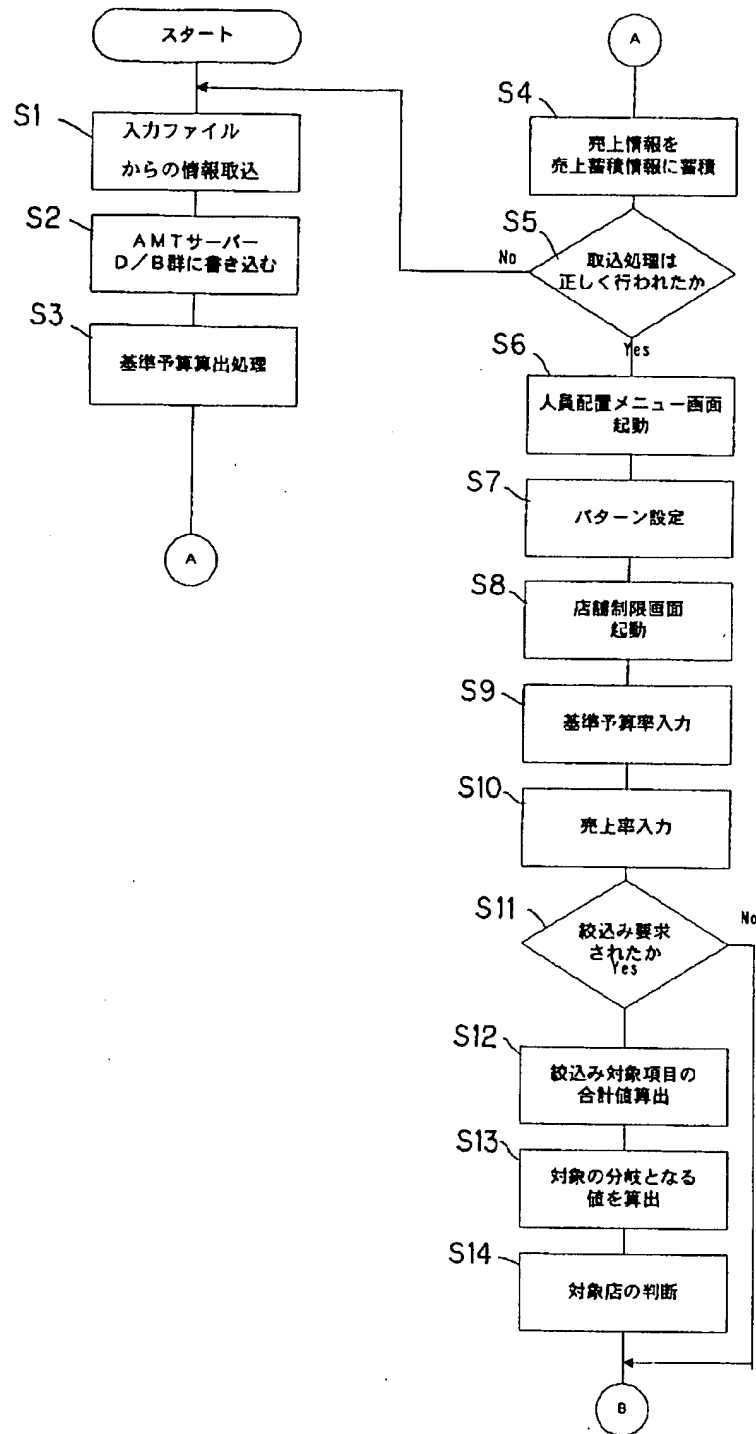 スタート
S1
入力ファイル
からの情報取込
S2
AMTサーバー
D/B群に書き込む
S3
基準予算算出処理
A
A
S4
売上情報を
売上蓄積情報に蓄積
S5
No
取込処理は
正しく行われたか
Yes
S6
人員配置メニュー画面
起動
S7
パターン設定
S8
店舗制限画面
起動
S9
基準予算率入力
S10
売上率入力
S11
No
絞込み要求
されたか
Yes
S12
絞込み対象項目の
合計値算出
S13
対象の分岐となる
値を算出
S14
対象店の判断
B